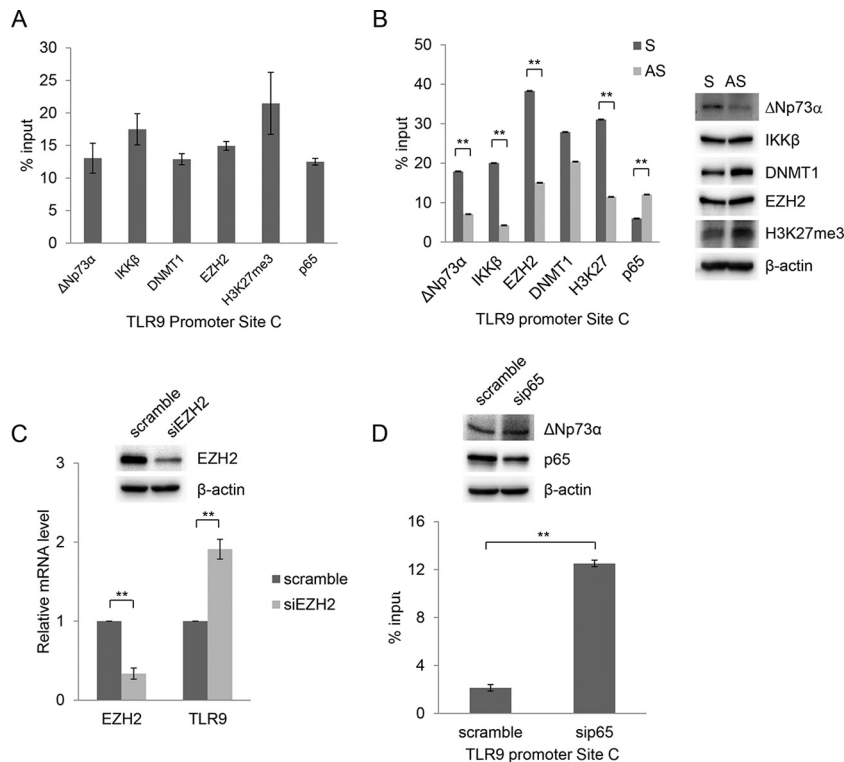 A
% input
30
25
20
15
10
5
0
ΔNp73α
IKKβ
DNMT1
EZH2
H3K27me3
p65
TLR9 Promoter Site C
B
% input
50
40
30
20
10
0
** ** ** ** **
S
AS
ΔNp73α
IKKβ
EZH2
DNMT1
H3K27
p65
TLR9 promoter Site C
S AS
ΔNp73α
IKKβ
DNMT1
EZH2
H3K27me3
β-actin
C
scramble
siEZH2
EZH2
β-actin
Relative mRNA level
3
2
1
0
**
**
scramble
siEZH2
EZH2 TLR9
D
scramble
sip65
ΔNp73α
p65
β-actin
% input
16
12
8
4
0
**
scramble sip65
TLR9 promoter Site C